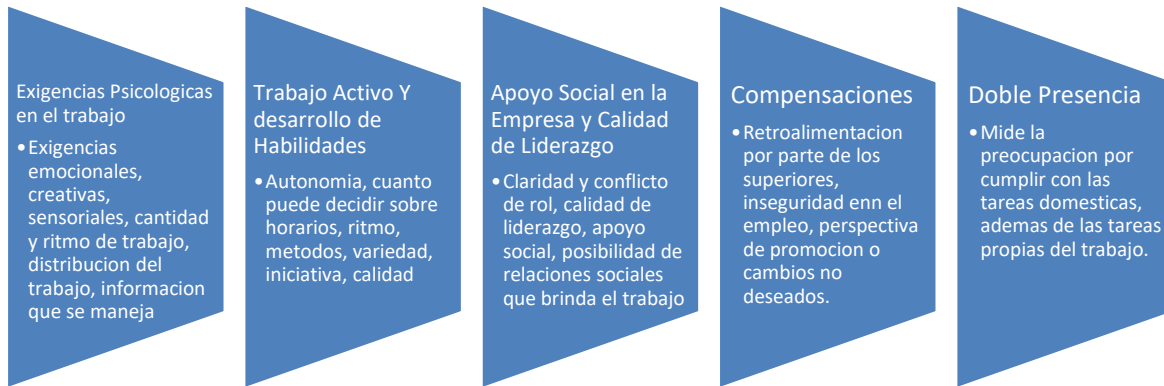 Exigencias Psicologicas
en el trabajo
•Exigencias
emocionales,
creativas,
sensoriales, cantidad
y ritmo de trabajo,
distribucion del
trabajo, informacion
que se maneja
Trabajo Activo Y
desarrollo de
Habilidades
•Autonomia, cuanto
puede decidir sobre
horarios, ritmo,
metodos, variedad,
iniciativa, calidad
Apoyo Social en la
Empresa y Calidad
de Liderazgo
•Claridad y conflicto
de rol, calidad de
liderazgo, apoyo
social, posibilidad de
relaciones sociales
que brinda el trabajo
Compensaciones
•Retroalimentacion
por parte de los
superiores,
inseguridad enn el
empleo, perspectiva
de promocion o
cambios no
deseados.
Doble Presencia
•Mide la
preocupacion por
cumplir con las
tareas domesticas,
ademas de las tareas
propias del trabajo.